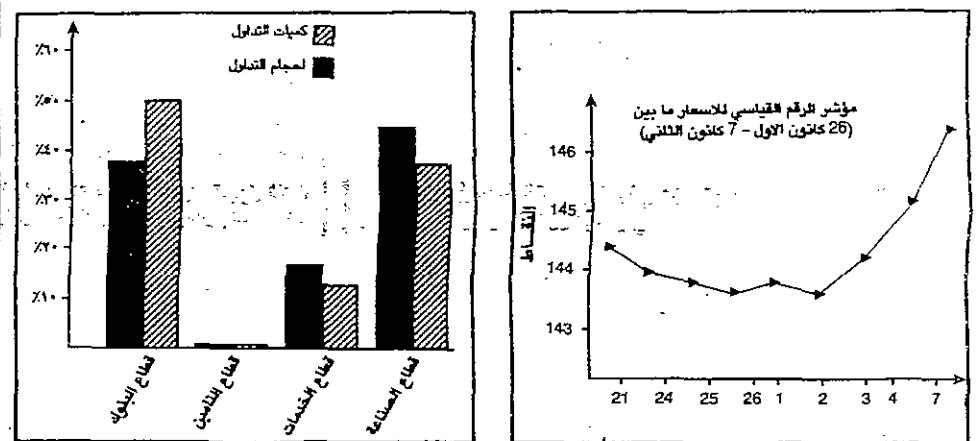 مؤشر الرقم القياسي للاسعار ما بين
(26 كانون الاول - 7 كانون الثاني)
النقاط
146
145
144
143
21 24 25 26 1 2 3 4 7
كميات التداول
احجام التداول
٪٦٠
٪٥٠
٪٤٠
٪٣٠
٪٢٠
٪١٠
قطاع البنوك
قطاع التامين
قطاع الخدمات
قطاع الصناعة